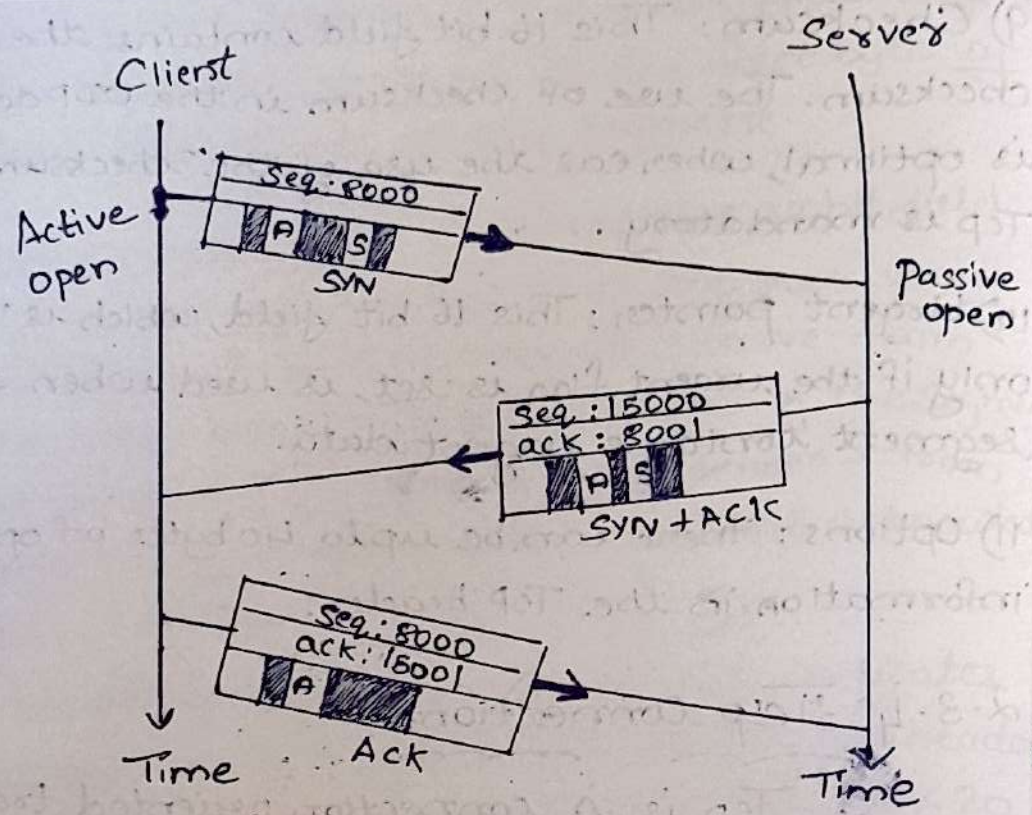 Client
Server
Seq: 8000
A S
SYN
Active
open
Passive
open
Seq: 15000
ack: 8001
A S
SYN + ACK
Seq: 8000
ack: 15001
A
Ack
Time
Time